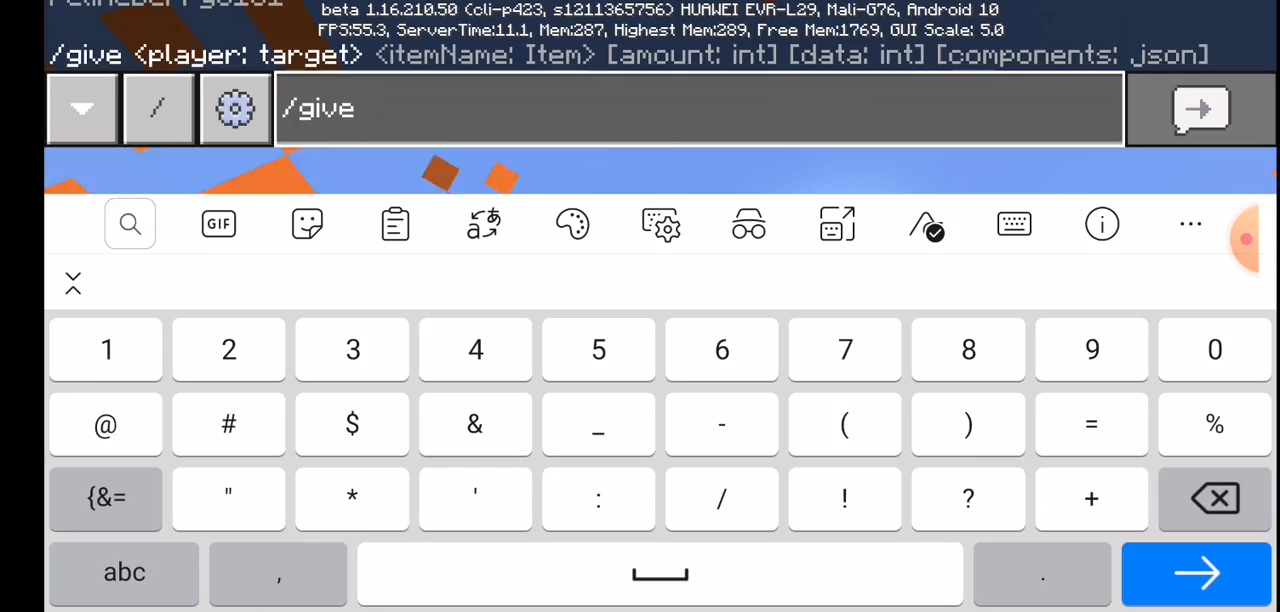 beta 1.16.210.50 (cli-p423, s1211365756) HUAWEI EVR-L29, Mali-G76, Android 10
FPS:55.3, ServerTime:11.1, Mem:287, Highest Mem:289, Free Mem:1769, GUI Scale: 5.0
/give <player: target> <itemName: Item> [amount: int] [data: int] [components: json]
/ /give
GIF
1 2 3 4 5 6 7 8 9 0
@ # $ & _ - ( ) = %
{&= " * ' : / ! ? +
abc , .